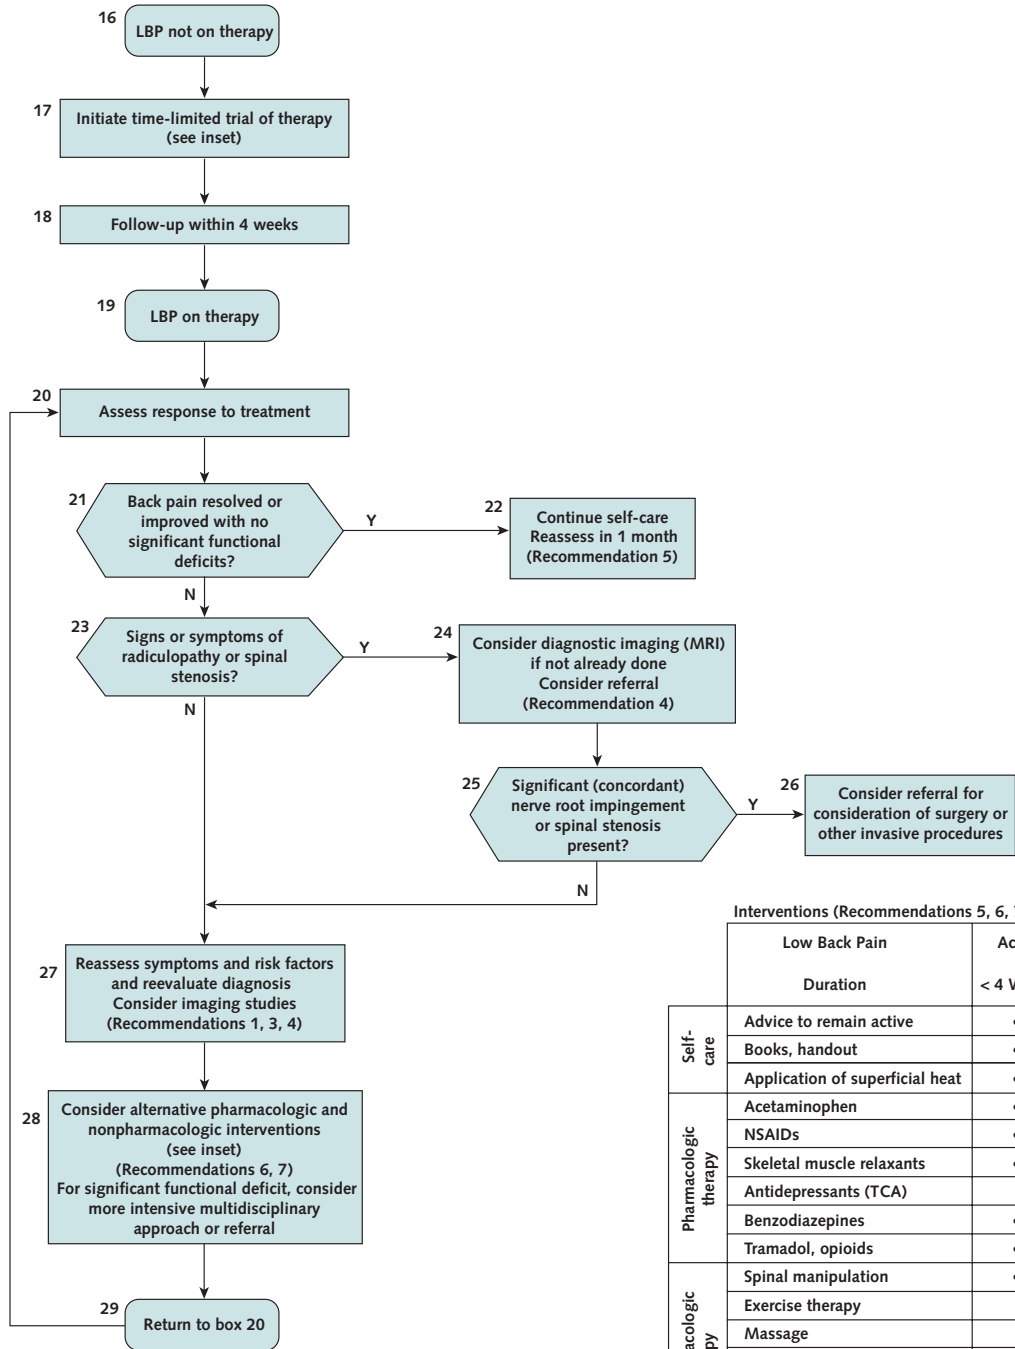 16
LBP not on therapy
17
Initiate time-limited trial of therapy
(see inset)
18
Follow-up within 4 weeks
19
LBP on therapy
20
Assess response to treatment
21
Back pain resolved or
improved with no
significant functional
deficits?
Y
22
Continue self-care
Reassess in 1 month
(Recommendation 5)
N
23
Signs or symptoms of
radiculopathy or spinal
stenosis?
Y
24
Consider diagnostic imaging (MRI)
if not already done
Consider referral
(Recommendation 4)
N
25
Significant (concordant)
nerve root impingement
or spinal stenosis
present?
Y
26
Consider referral for
consideration of surgery or
other invasive procedures
N
27
Reassess symptoms and risk factors
and reevaluate diagnosis
Consider imaging studies
(Recommendations 1, 3, 4)
28
Consider alternative pharmacologic and
nonpharmacologic interventions
(see inset)
(Recommendations 6, 7)
For significant functional deficit, consider
more intensive multidisciplinary
approach or referral
29
Return to box 20
Interventions (Recommendations 5, 6,
Low Back Pain
Duration
< 4
Self-
care
Advice to remain active
Books, handout
Application of superficial heat
Pharmacologic
therapy
Acetaminophen
NSAIDs
Skeletal muscle relaxants
Antidepressants (TCA)
Benzodiazepines
Tramadol, opioids
Spinal manipulation
Exercise therapy
Massage